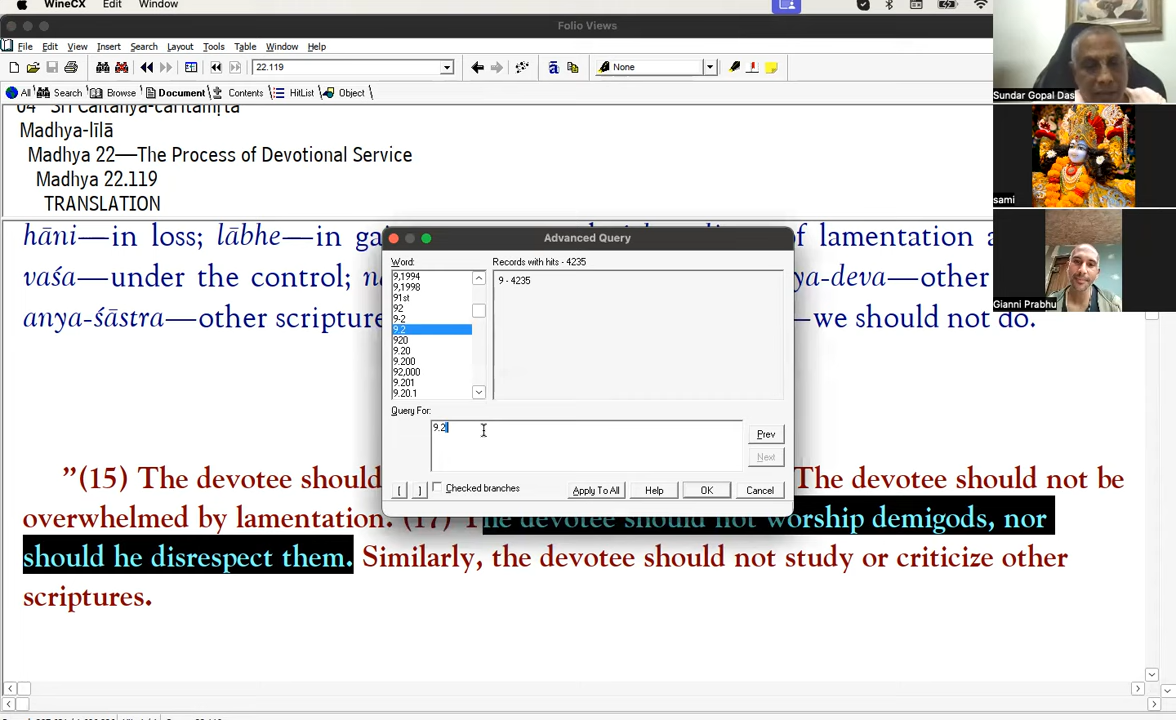 WineCX Edit Window
Folio Views
File Edit View Insert Search Layout Tools Table Window Help
22.119
None
All Search Browse Document Contents HitList Object
04 Śrī Caitanya-caritāmṛta
Madhya-līlā
Madhya 22—The Process of Devotional Service
Madhya 22.119
TRANSLATION
hāni—in loss; lābhe—in ga
of lamentation a
vaśa—under the control; n
ya-deva—other
anya-śāstra—other scripture
—we should not do.
Advanced Query
Word:
9,1994
9,1998
91st
92
9-2
9.2
920
9.20
9.200
92,000
9.201
9.20.1
Records with hits - 4235
9 - 4235
Query For:
9.2
Prev
Next
[ ] Checked branches Apply To All Help OK Cancel
”(15) The devotee should
The devotee should not be
overwhelmed by lamentation. (17) The devotee should not worship demigods, nor
should he disrespect them. Similarly, the devotee should not study or criticize other
scriptures.
Sundar Gopal Das
sami
Gianni Prabhu